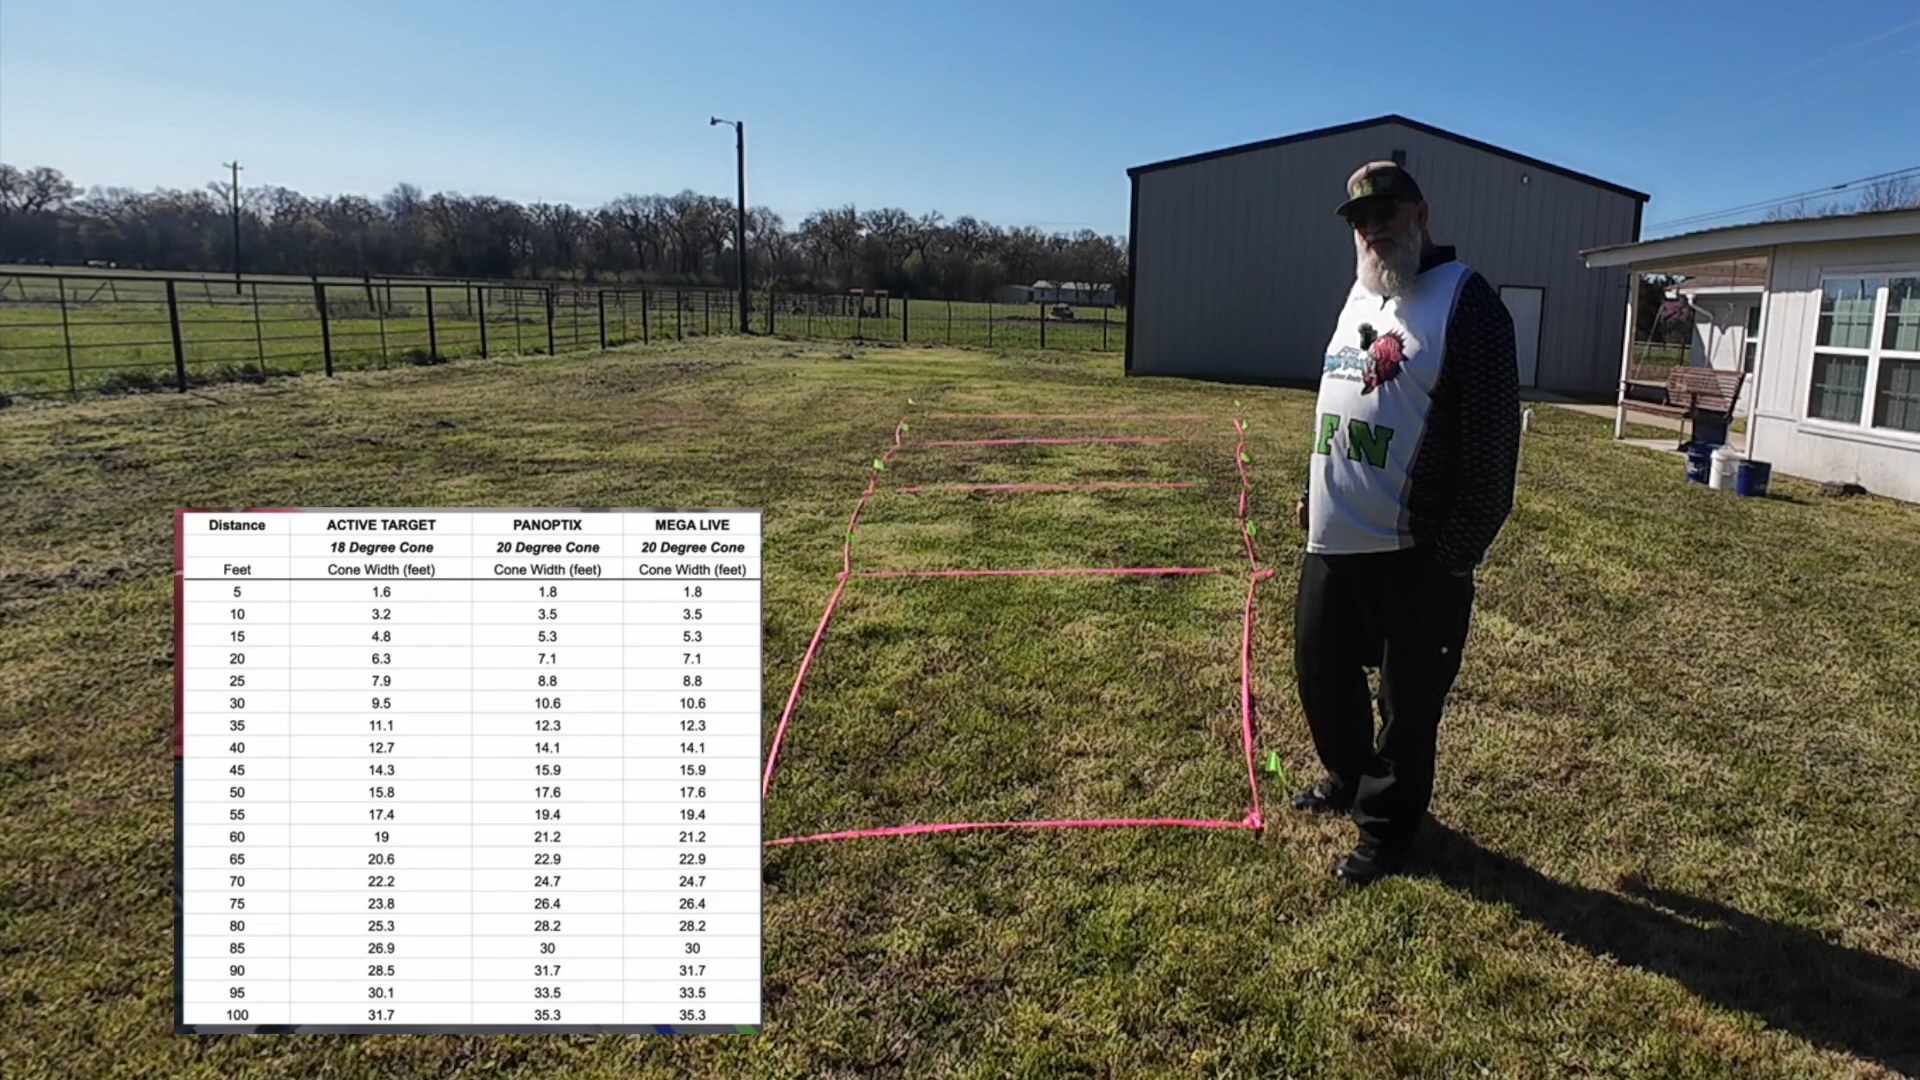 Distance ACTIVE TARGET PANOPTIX MEGA LIVE
18 Degree Cone 20 Degree Cone 20 Degree Cone
Feet Cone Width (feet) Cone Width (feet) Cone Width (feet)
5 1.6 1.8 1.8
10 3.2 3.5 3.5
15 4.8 5.3 5.3
20 6.3 7.1 7.1
25 7.9 8.8 8.8
30 9.5 10.6 10.6
35 11.1 12.3 12.3
40 12.7 14.1 14.1
45 14.3 15.9 15.9
50 15.8 17.6 17.6
55 17.4 19.4 19.4
60 19 21.2 21.2
65 20.6 22.9 22.9
70 22.2 24.7 24.7
75 23.8 26.4 26.4
80 25.3 28.2 28.2
85 26.9 30 30
90 28.5 31.7 31.7
95 30.1 33.5 33.5
100 31.7 35.3 35.3
FN